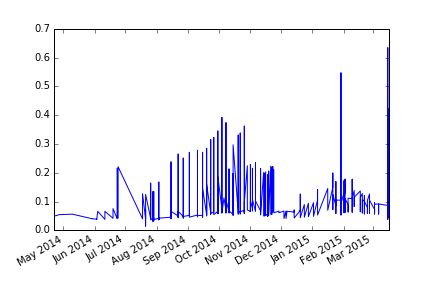 0.7
0.6
0.5
0.4
0.3
0.2
0.1
0.0
May 2014
Jun 2014
Jul 2014
Aug 2014
Sep 2014
Oct 2014
Nov 2014
Dec 2014
Jan 2015
Feb 2015
Mar 2015